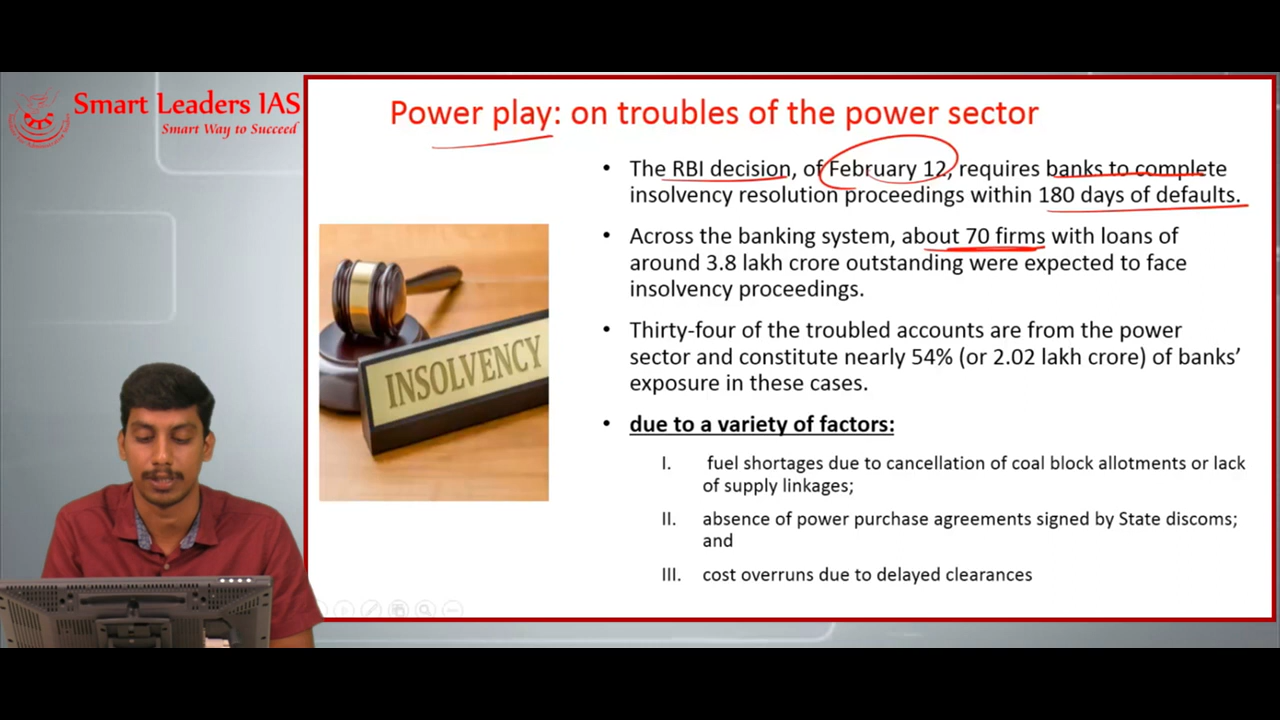 Smart Leaders IAS
Smart Way to Succeed
Power play: on troubles of the power sector
• The RBI decision, of February 12, requires banks to complete
insolvency resolution proceedings within 180 days of defaults.
• Across the banking system, about 70 firms with loans of
around 3.8 lakh crore outstanding were expected to face
insolvency proceedings.
INSOLVENCY
• Thirty-four of the troubled accounts are from the power
sector and constitute nearly 54% (or 2.02 lakh crore) of banks’
exposure in these cases.
• due to a variety of factors:
I. fuel shortages due to cancellation of coal block allotments or lack
of supply linkages;
II. absence of power purchase agreements signed by State discoms;
and
III. cost overruns due to delayed clearances